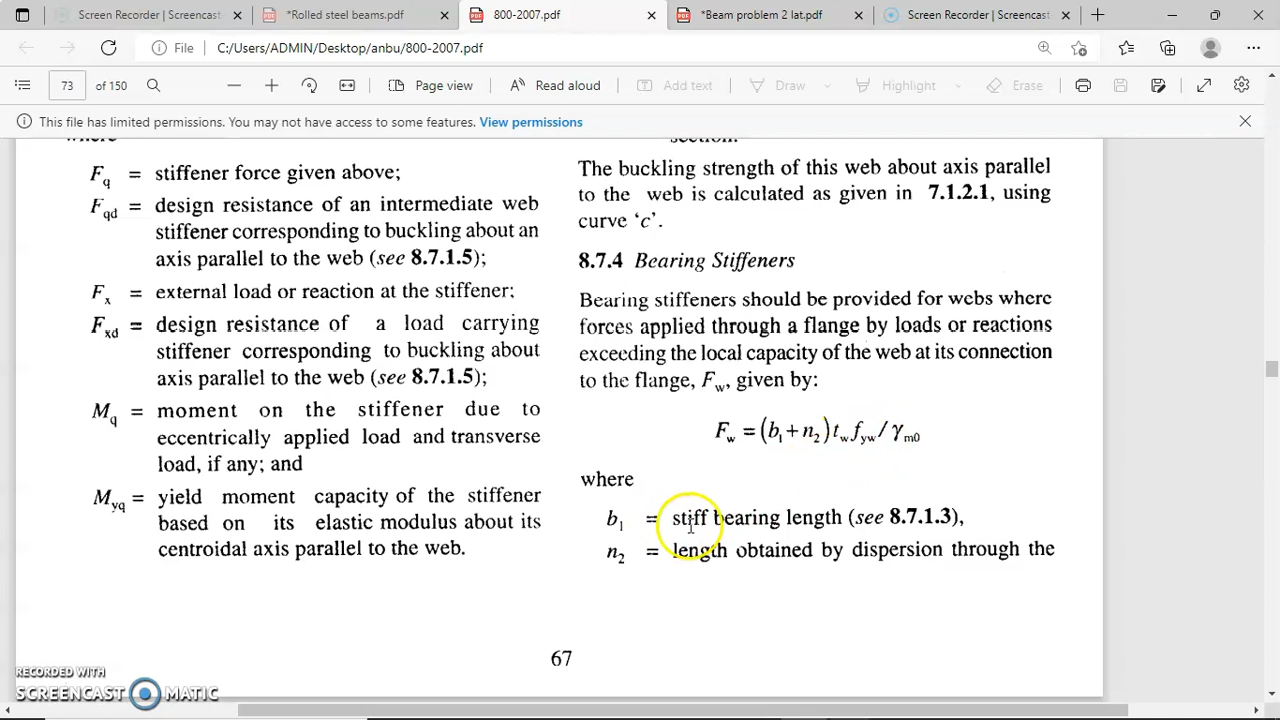 Screen Recorder | Screencast
*Rolled steel beams.pdf
800-2007.pdf
*Beam problem 2 lat.pdf
Screen Recorder | Screencast
File
C:/Users/ADMIN/Desktop/anbu/800-2007.pdf
73
of 150
Page view
Read aloud
Add text
Draw
Highlight
Erase
This file has limited permissions. You may not have access to some features. View permissions
where
F_q = stiffener force given above;
F_qd = design resistance of an intermediate web
stiffener corresponding to buckling about an
axis parallel to the web (see 8.7.1.5);
F_x = external load or reaction at the stiffener;
F_xd = design resistance of a load carrying
stiffener corresponding to buckling about
axis parallel to the web (see 8.7.1.5);
M_q = moment on the stiffener due to
eccentrically applied load and transverse
load, if any; and
M_yq = yield moment capacity of the stiffener
based on its elastic modulus about its
centroidal axis parallel to the web.
section.
The buckling strength of this web about axis parallel
to the web is calculated as given in 7.1.2.1, using
curve ‘c’.
8.7.4 Bearing Stiffeners
Bearing stiffeners should be provided for webs where
forces applied through a flange by loads or reactions
exceeding the local capacity of the web at its connection
to the flange, F_w, given by:
F_w = (b_1 + n_2) t_w f_yw / γ_m0
where
b_1 = stiff bearing length (see 8.7.1.3),
n_2 = length obtained by dispersion through the
67
RECORDED WITH
SCREENCAST MATIC